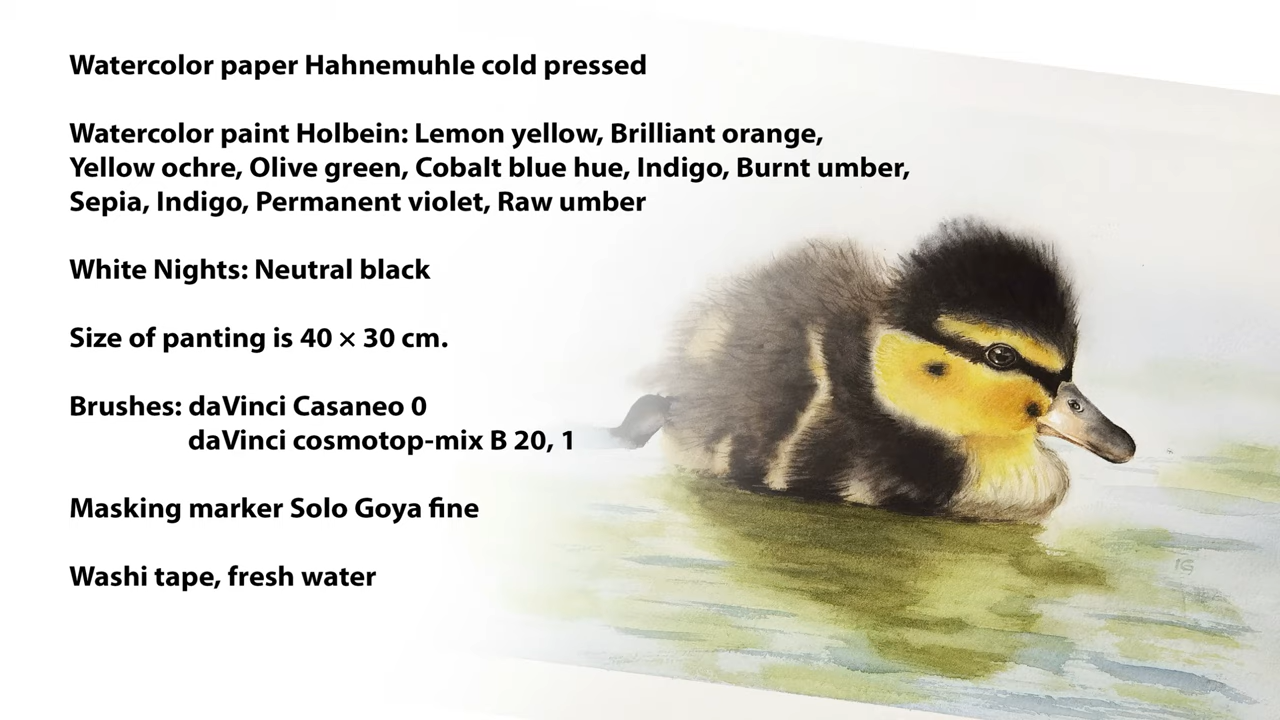 Watercolor paper Hahnemuhle cold pressed
Watercolor paint Holbein: Lemon yellow, Brilliant orange,
Yellow ochre, Olive green, Cobalt blue hue, Indigo, Burnt umber,
Sepia, Indigo, Permanent violet, Raw umber
White Nights: Neutral black
Size of panting is 40 × 30 cm.
Brushes: daVinci Casaneo 0
daVinci cosmotop-mix B 20, 1
Masking marker Solo Goya fine
Washi tape, fresh water
IG